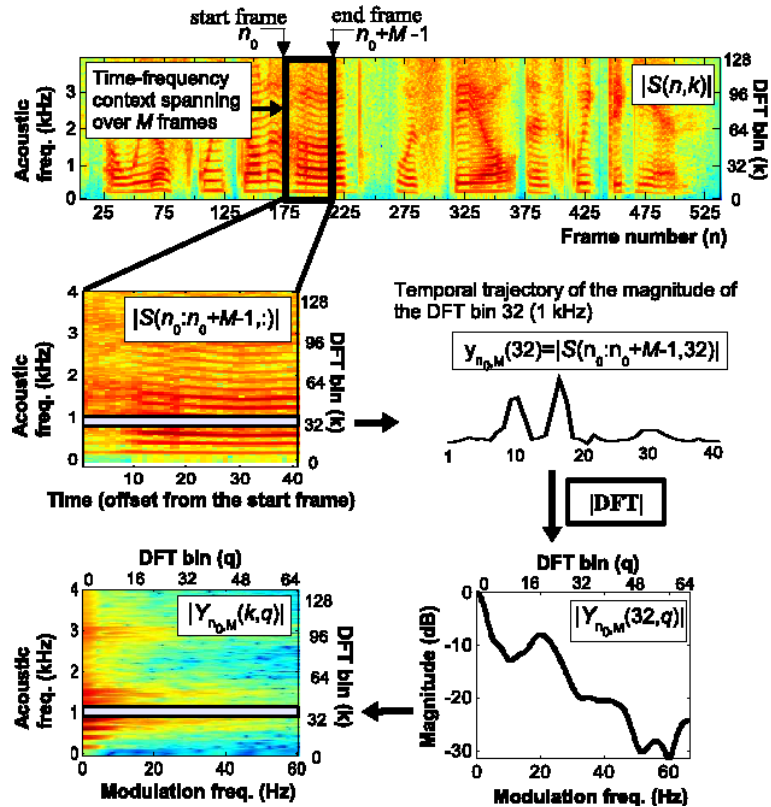 start frame
n₀
end frame
n₀+M-1
Time-frequency
context spanning
over M frames
|S(n,k)|
Acoustic
freq. (kHz)
3
2
1
0
128
96
64
32
0
DFT bin (k)
25 75 125 175 225 275 325 375 425 475 525
Frame number (n)
|S(n₀:n₀+M-1,:)|
Acoustic
freq. (kHz)
4
3
2
1
0
128
96
64
32
0
DFT bin (k)
10 20 30 40
Time (offset from the start frame)
Temporal trajectory of the magnitude of
the DFT bin 32 (1 kHz)
yₙ₀,M(32)=|S(n₀:n₀+M-1,32)|
1 10 20 30 40
|DFT|
DFT bin (q)
0 16 32 48 64
|Yₙ₀,M(k,q)|
Acoustic
freq. (kHz)
4
3
2
1
0
128
96
64
32
0
DFT bin (k)
0 20 40 60
Modulation freq. (Hz)
DFT bin (q)
0 16 32 48 64
|Yₙ₀,M(32,q)|
Magnitude (dB)
0
-10
-20
-30
0 20 40 60
Modulation freq. (Hz)